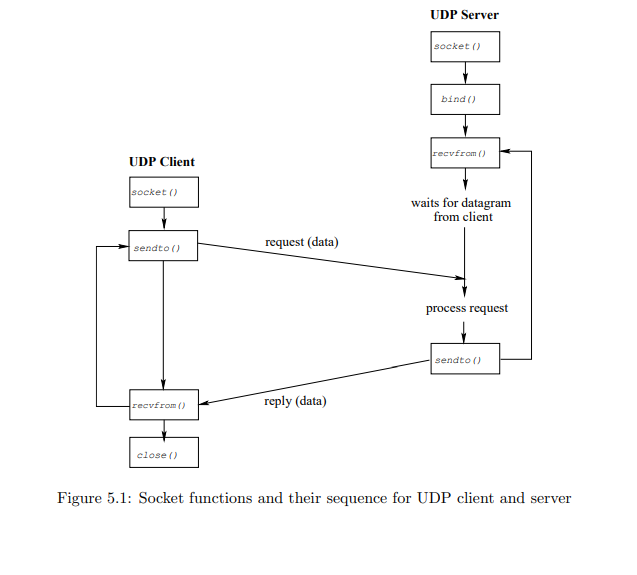 UDP Server
socket()
bind()
recvfrom()
waits for datagram
from client
UDP Client
socket()
sendto()
request (data)
process request
sendto()
reply (data)
recvfrom()
close()
Figure 5.1: Socket functions and their sequence for UDP client and server